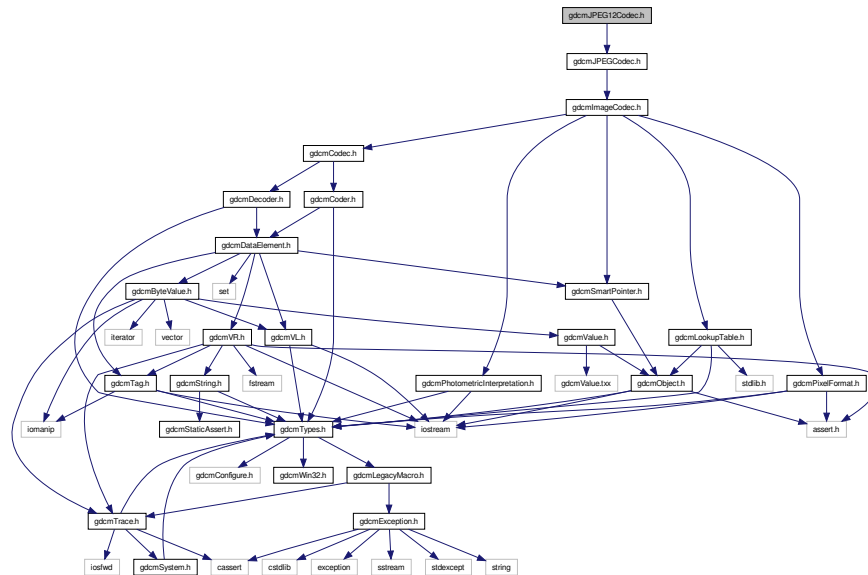 gdcmJPEG12Codec.h
gdcmJPEGCodec.h
gdcmImageCodec.h
gdcmCodec.h
gdcmDecoder.h
gdcmCoder.h
gdcmDataElement.h
gdcmByteValue.h
set
gdcmSmartPointer.h
iterator
vector
gdcmVR.h
gdcmVL.h
gdcmValue.h
gdcmLookupTable.h
gdcmTag.h
gdcmString.h
fstream
gdcmPhotometricInterpretation.h
gdcmValue.txx
gdcmObject.h
stdlib.h
gdcmPixelFormat.h
iomanip
gdcmStaticAssert.h
gdcmTypes.h
iostream
assert.h
gdcmConfigure.h
gdcmWin32.h
gdcmLegacyMacro.h
gdcmTrace.h
gdcmException.h
iosfwd
gdcmSystem.h
cassert
cstdlib
exception
sstream
stdexcept
string